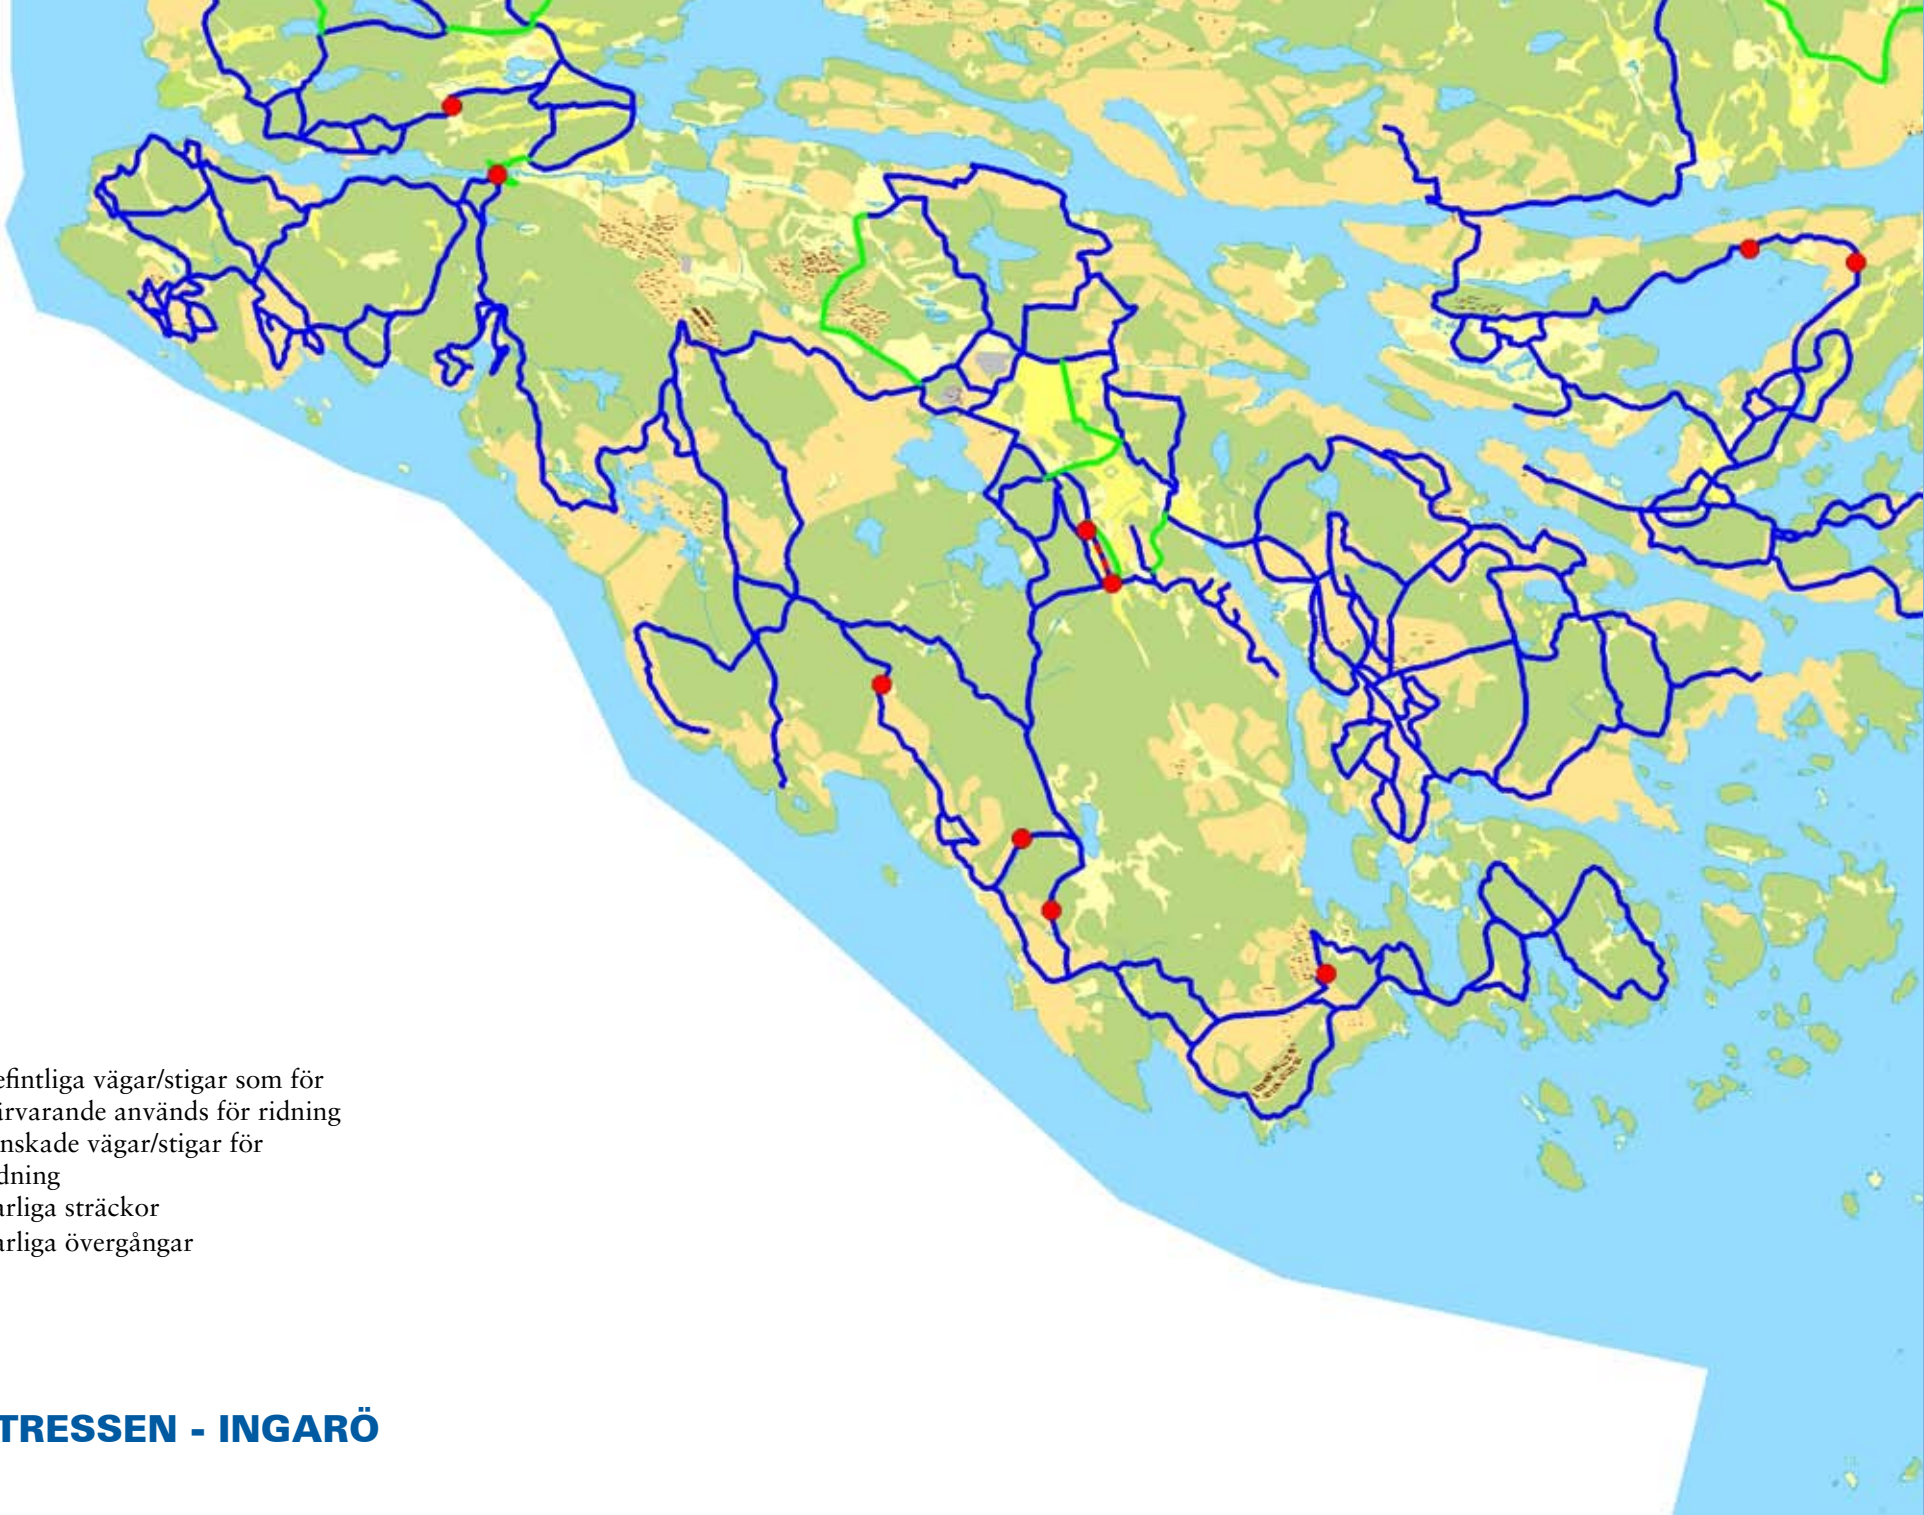 efintliga vägar/stigar som för
ärvarande används för ridning
nskade vägar/stigar för
dning
arliga sträckor
arliga övergångar
TRESSEN - INGARÖ